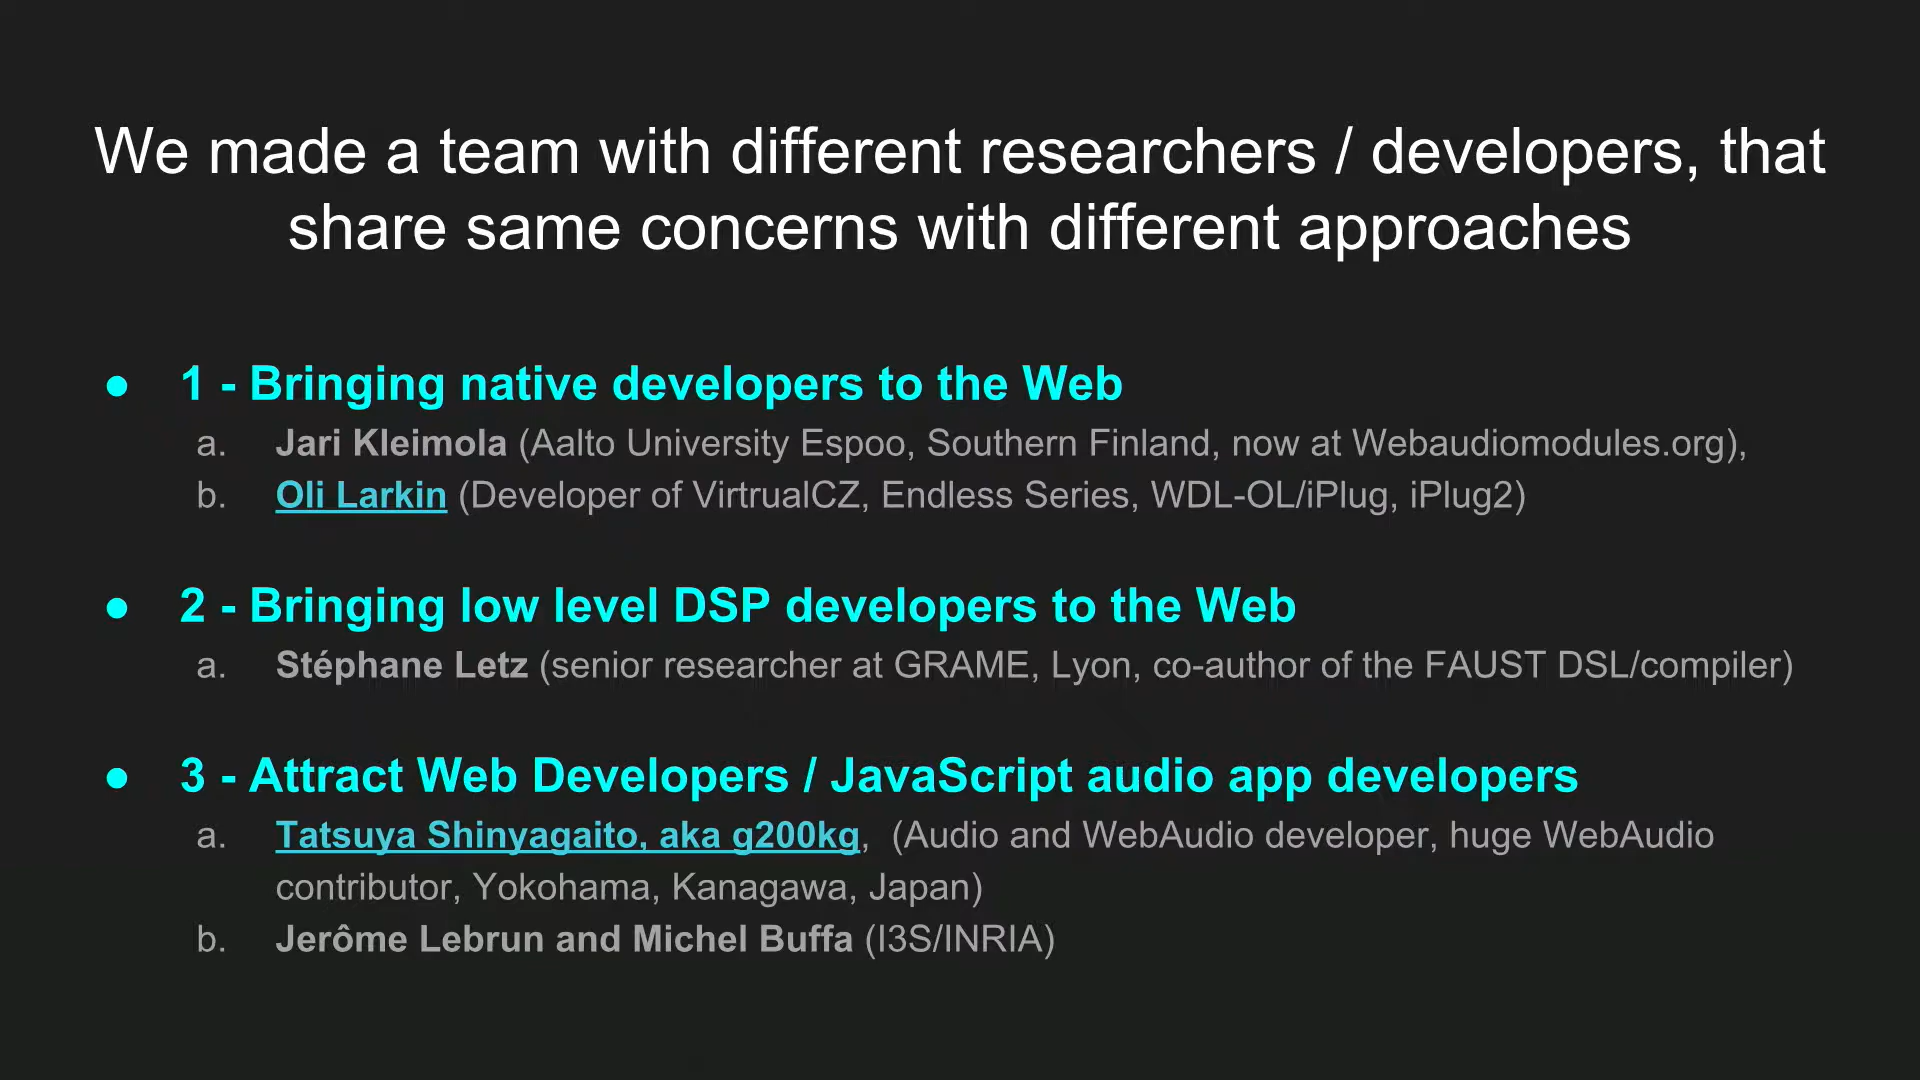 We made a team with different researchers / developers, that
share same concerns with different approaches
● 1 - Bringing native developers to the Web
a. Jari Kleimola (Aalto University Espoo, Southern Finland, now at Webaudiomodules.org),
b. Oli Larkin (Developer of VirtrualCZ, Endless Series, WDL-OL/iPlug, iPlug2)
● 2 - Bringing low level DSP developers to the Web
a. Stéphane Letz (senior researcher at GRAME, Lyon, co-author of the FAUST DSL/compiler)
● 3 - Attract Web Developers / JavaScript audio app developers
a. Tatsuya Shinyagaito, aka g200kg, (Audio and WebAudio developer, huge WebAudio
contributor, Yokohama, Kanagawa, Japan)
b. Jerôme Lebrun and Michel Buffa (I3S/INRIA)